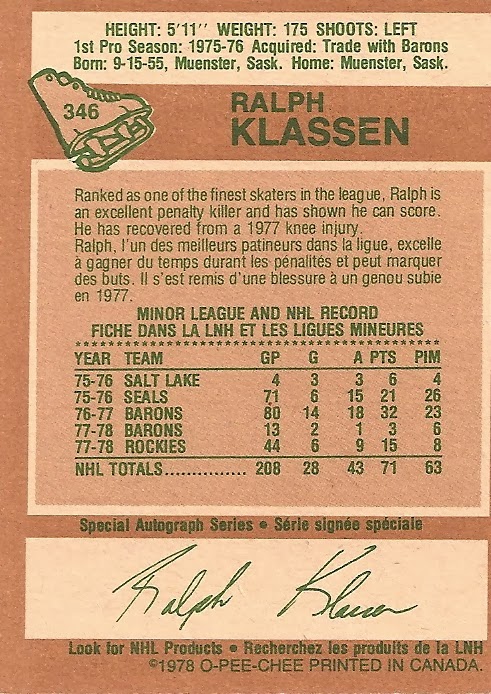 HEIGHT: 5'11" WEIGHT: 175 SHOOTS: LEFT
1st Pro Season: 1975-76 Acquired: Trade with Barons
Born: 9-15-55, Muenster, Sask. Home: Muenster, Sask.
346
RALPH
KLASSEN
Ranked as one of the finest skaters in the league, Ralph is
an excellent penalty killer and has shown he can score.
He has recovered from a 1977 knee injury.
Ralph, l'un des meilleurs patineurs dans la ligue, excelle
à gagner du temps durant les pénalités et peut marquer
des buts. Il s'est remis d'une blessure à un genou subie
en 1977.
MINOR LEAGUE AND NHL RECORD
FICHE DANS LA LNH ET LES LIGUES MINEURES
YEAR TEAM GP G A PTS PIM
75-76 SALT LAKE 4 3 3 6 4
75-76 SEALS 71 6 15 21 26
76-77 BARONS 80 14 18 32 23
77-78 BARONS 13 2 1 3 6
77-78 ROCKIES 44 6 9 15 8
NHL TOTALS................ 208 28 43 71 63
Special Autograph Series • Série signée spéciale
Ralph Klassen
Look for NHL Products • Recherchez les produits de la LNH
©1978 O-PEE-CHEE PRINTED IN CANADA.